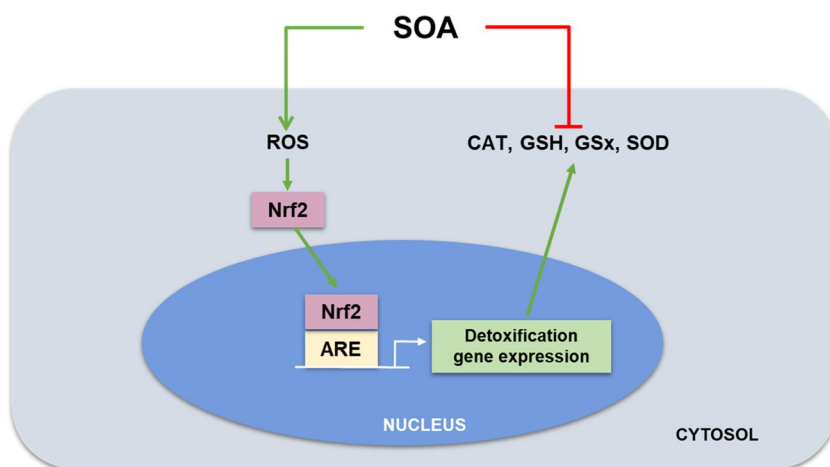 SOA
ROS
CAT, GSH, GSx, SOD
Nrf2
Nrf2
ARE
Detoxification
gene expression
NUCLEUS
CYTOSOL